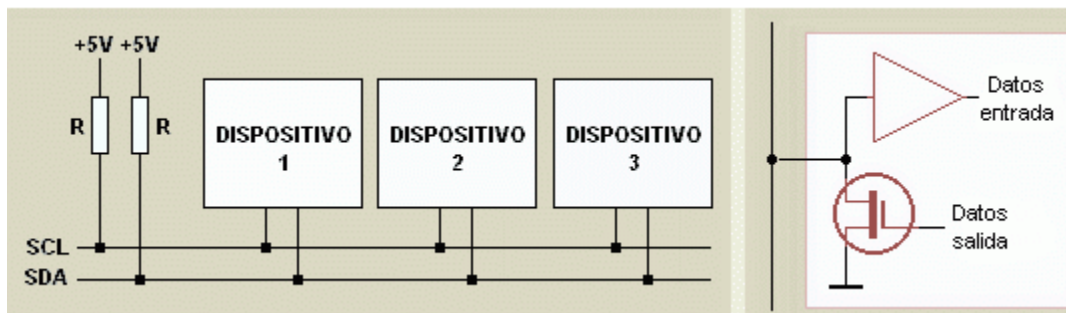 +5V +5V
R R
DISPOSITIVO
1
DISPOSITIVO
2
DISPOSITIVO
3
SCL
SDA
Datos
entrada
Datos
salida